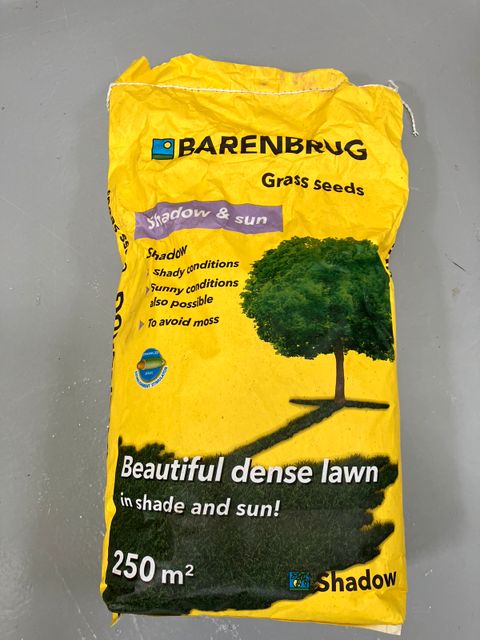 BARENBRUG
Grass seeds
Shadow & sun
Shadow
Shady conditions
Sunny conditions
also possible
To avoid moss
Beautiful dense lawn
in shade and sun!
250 m²
Shadow